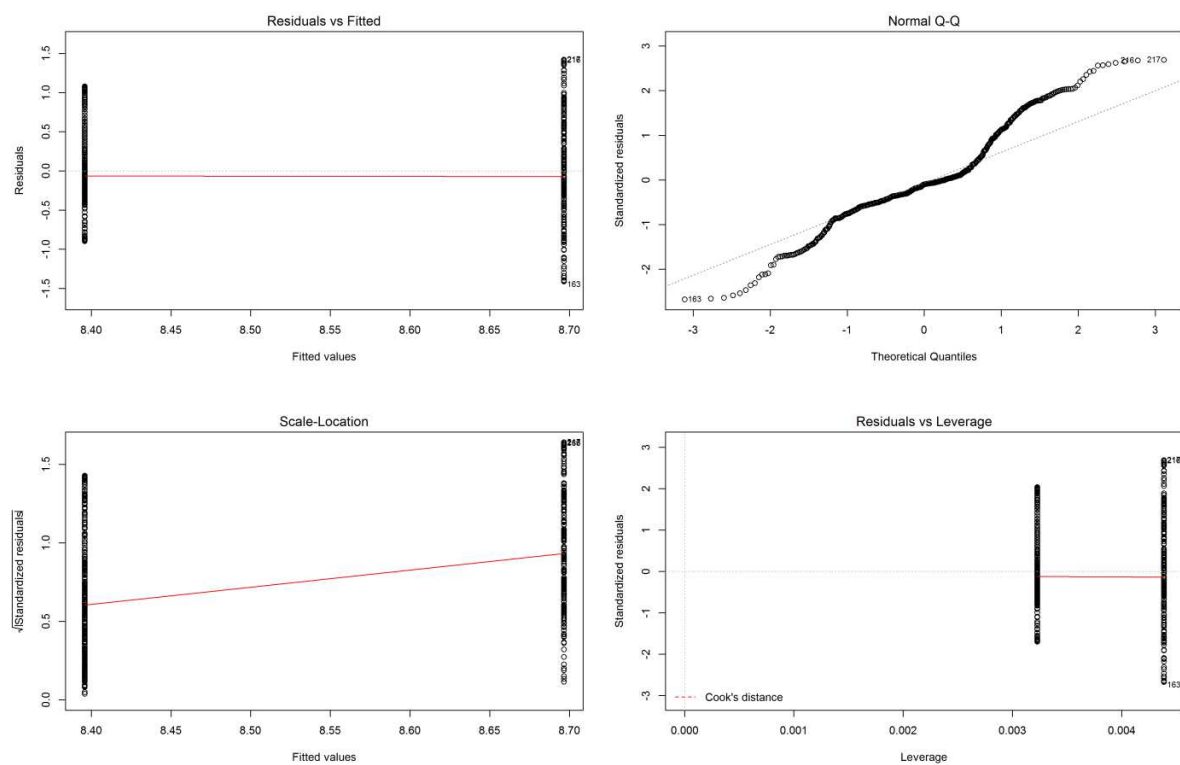 Residuals vs Fitted
Residuals
1.5
1.0
0.5
0.0
-0.5
-1.0
-1.5
163
8.40 8.45 8.50 8.55 8.60 8.65 8.70
Fitted values
Normal Q-Q
Standardized residuals
3
2
1
0
-1
-2
216 217
163
-3 -2 -1 0 1 2 3
Theoretical Quantiles
Scale-Location
√|Standardized residuals|
1.5
1.0
0.5
0.0
8.40 8.45 8.50 8.55 8.60 8.65 8.70
Fitted values
Residuals vs Leverage
Standardized residuals
3
2
1
0
-1
-2
-3
163
Cook's distance
0.000 0.001 0.002 0.003 0.004
Leverage